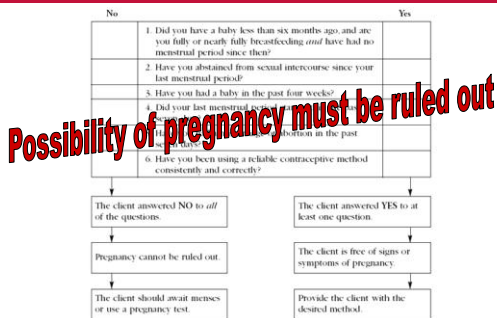 No Yes
1. Did you have a baby less than six months ago, and are
you fully or nearly fully breastfeeding and have had no
menstrual period since then?
2. Have you abstained from sexual intercourse since your
last menstrual period?
3. Have you had a baby in the past four weeks?
4. Did your last menstrual period
abortion in the past
days?
6. Have you been using a reliable contraceptive method
consistently and correctly?
Possibility of pregnancy must be ruled out
The client answered NO to all
of the questions.
The client answered YES to at
least one question.
Pregnancy cannot be ruled out.
The client is free of signs or
symptoms of pregnancy.
The client should await menses
or use a pregnancy test.
Provide the client with the
desired method.